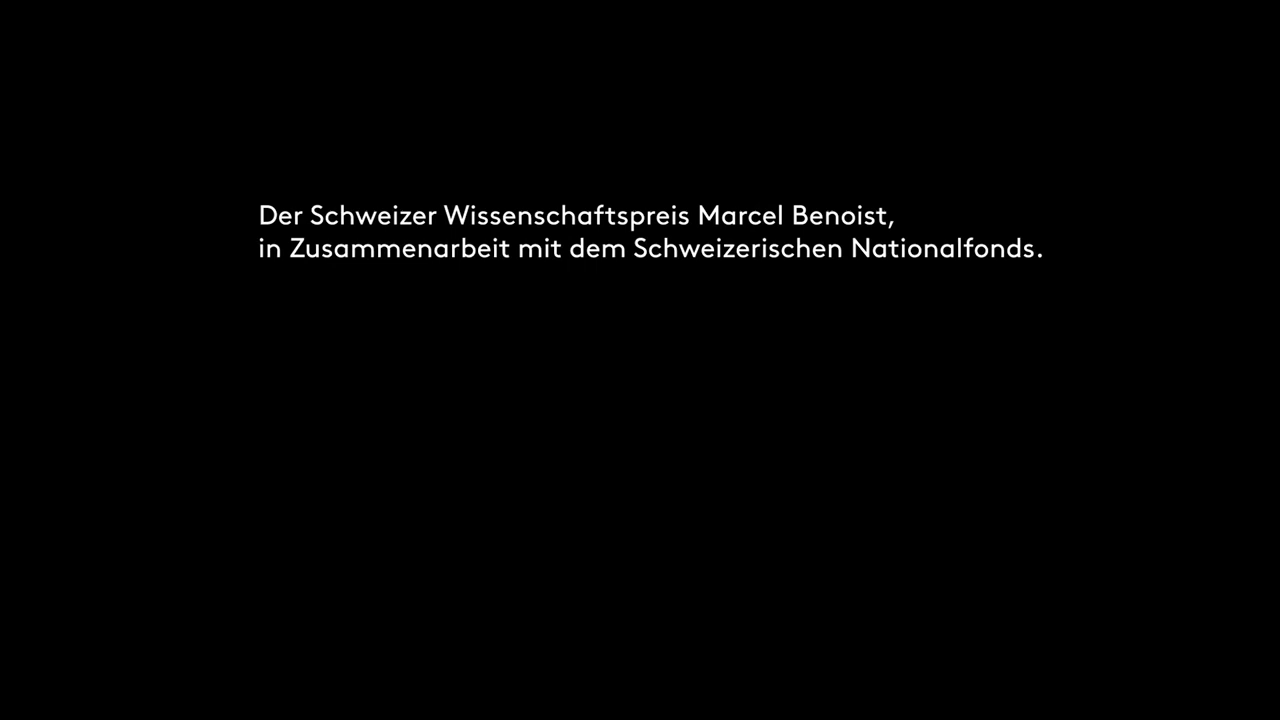 Der Schweizer Wissenschaftspreis Marcel Benoist,
in Zusammenarbeit mit dem Schweizerischen Nationalfonds.